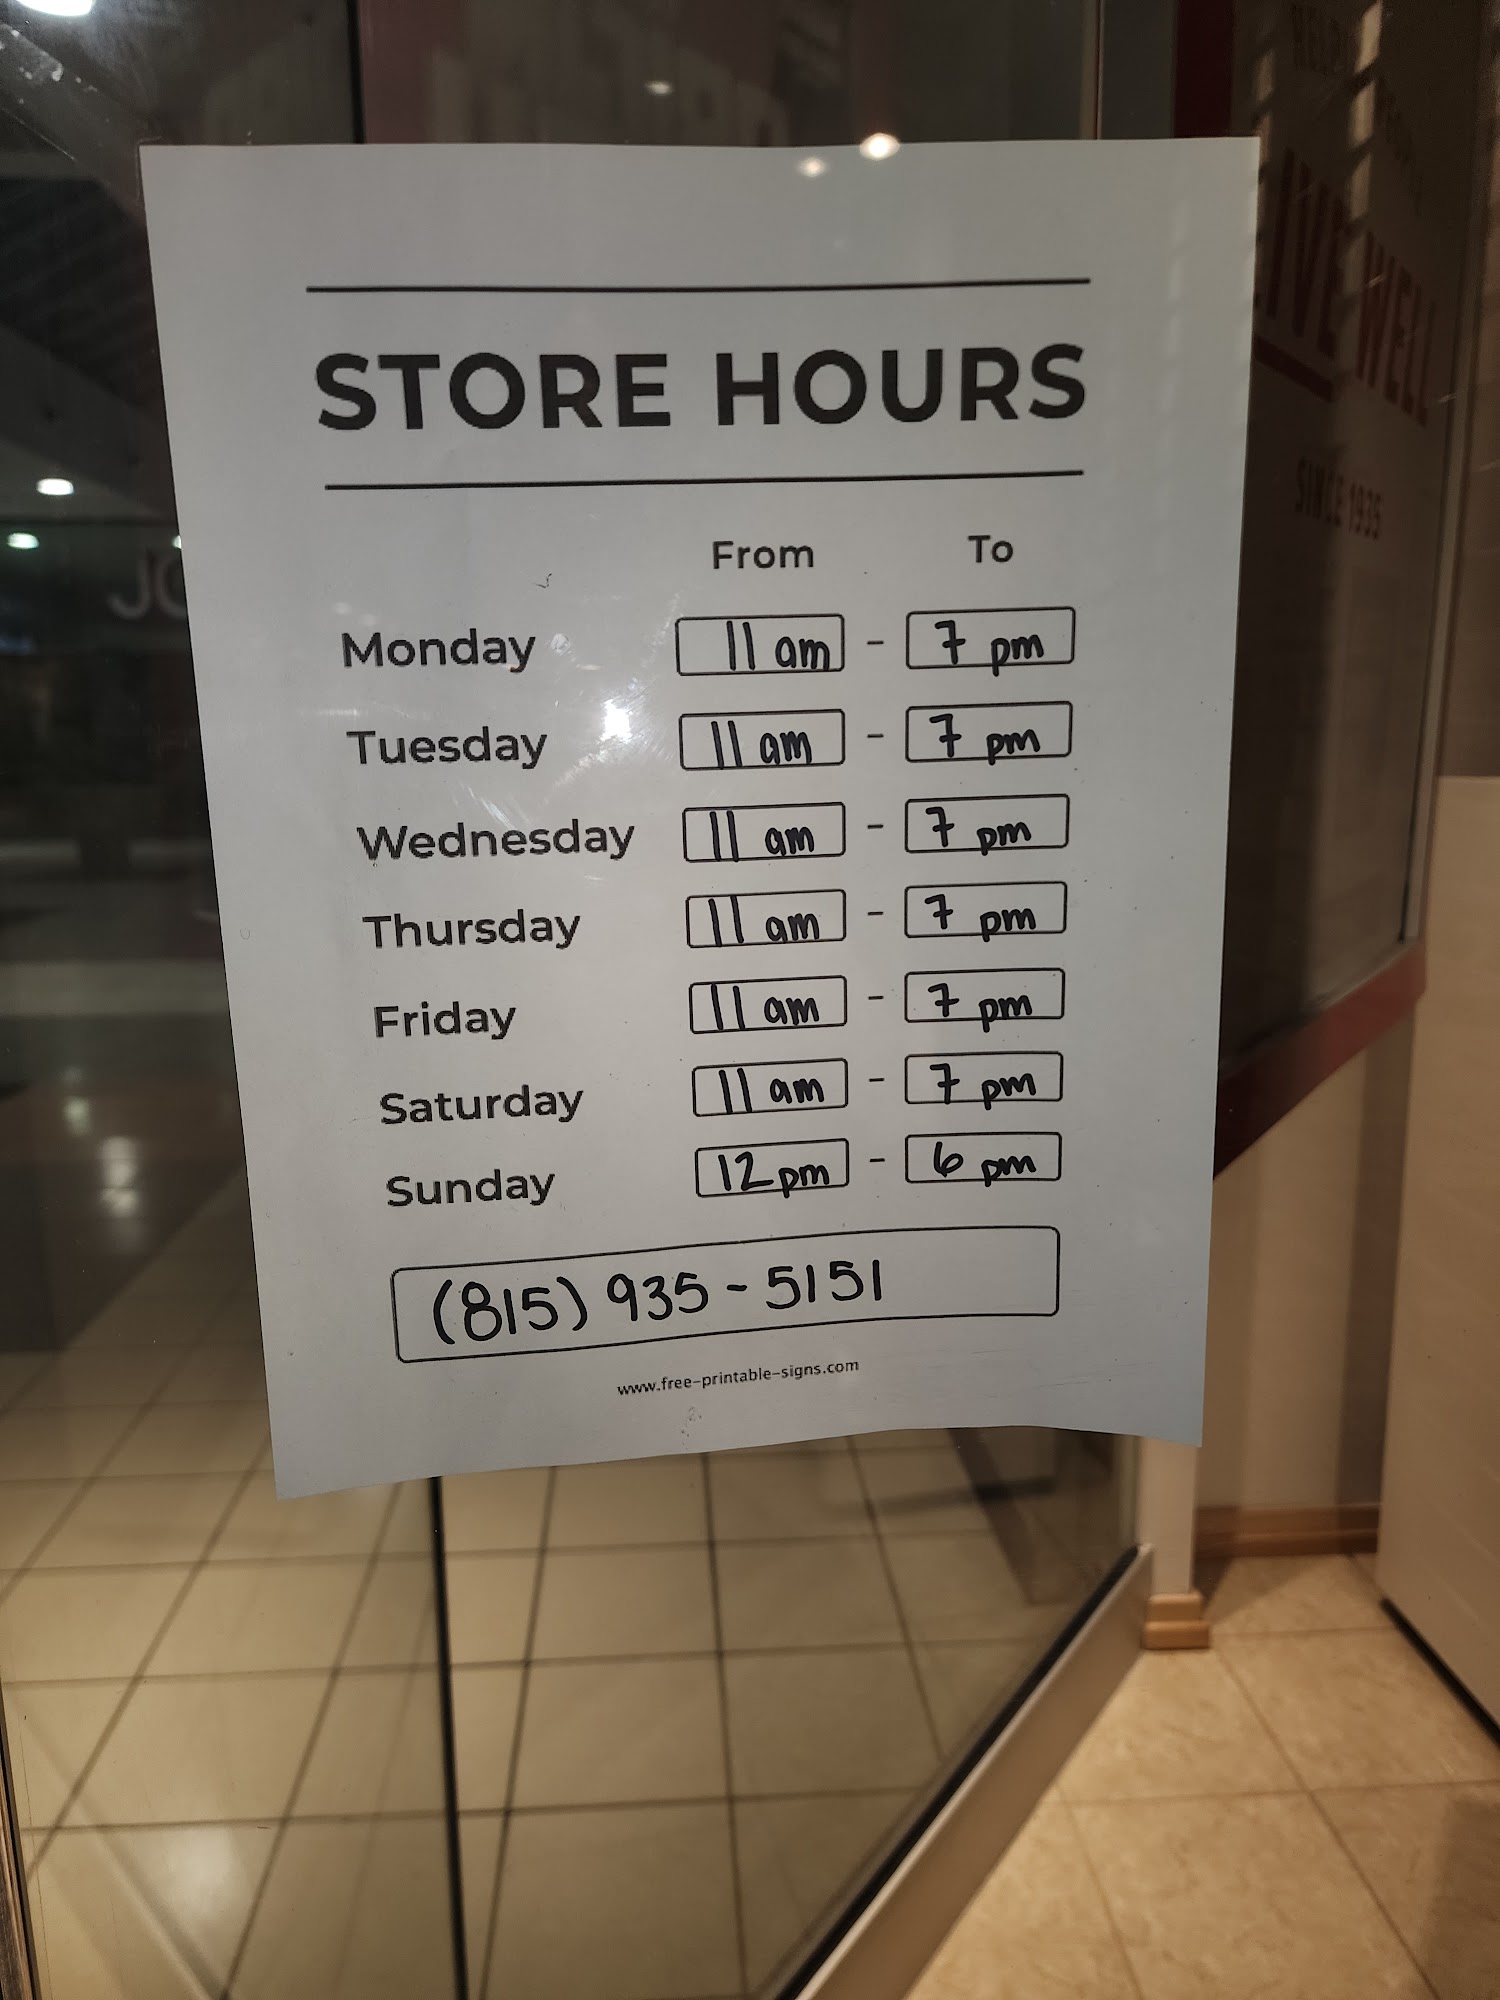 STORE HOURS
From To
Monday 11 am - 7 pm
Tuesday 11 am - 7 pm
Wednesday 11 am - 7 pm
Thursday 11 am - 7 pm
Friday 11 am - 7 pm
Saturday 11 am - 7 pm
Sunday 12 pm - 6 pm
(815) 935-5151
www.free-printable-signs.com
LIVE WELL
SINCE 1935